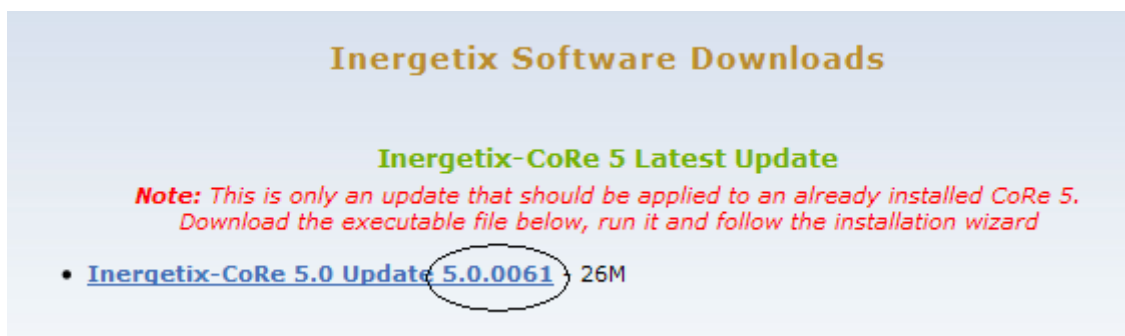 Inergetix Software Downloads
Inergetix-CoRe 5 Latest Update
Note: This is only an update that should be applied to an already installed CoRe 5.
Download the executable file below, run it and follow the installation wizard
• Inergetix-CoRe 5.0 Update 5.0.0061 - 26M